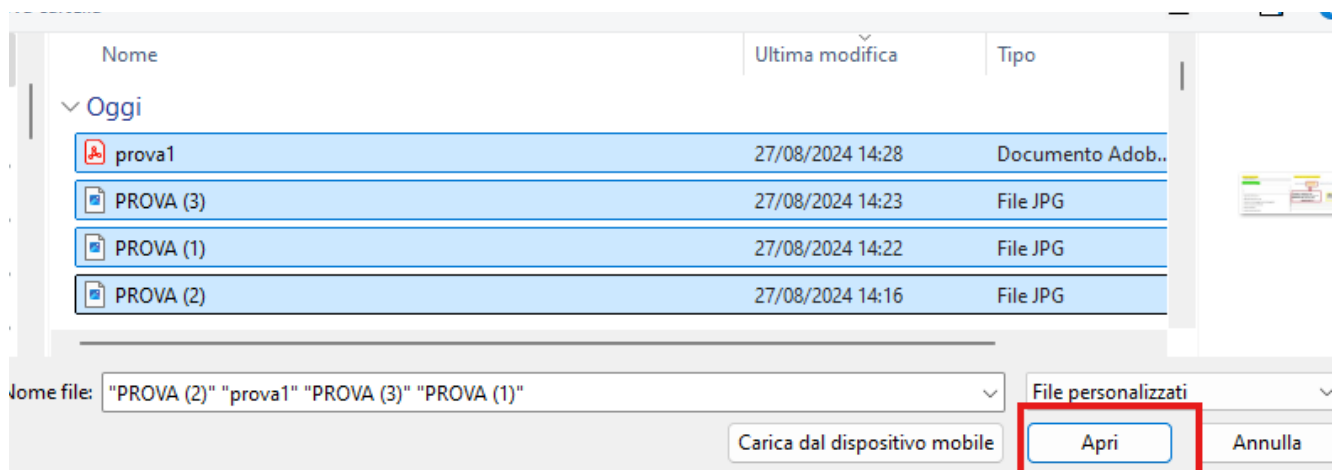 Nome Ultima modifica Tipo
Oggi
prova1 27/08/2024 14:28 Documento Adob..
PROVA (3) 27/08/2024 14:23 File JPG
PROVA (1) 27/08/2024 14:22 File JPG
PROVA (2) 27/08/2024 14:16 File JPG
Nome file: "PROVA (2)" "prova1" "PROVA (3)" "PROVA (1)" File personalizzati
Carica dal dispositivo mobile Apri Annulla